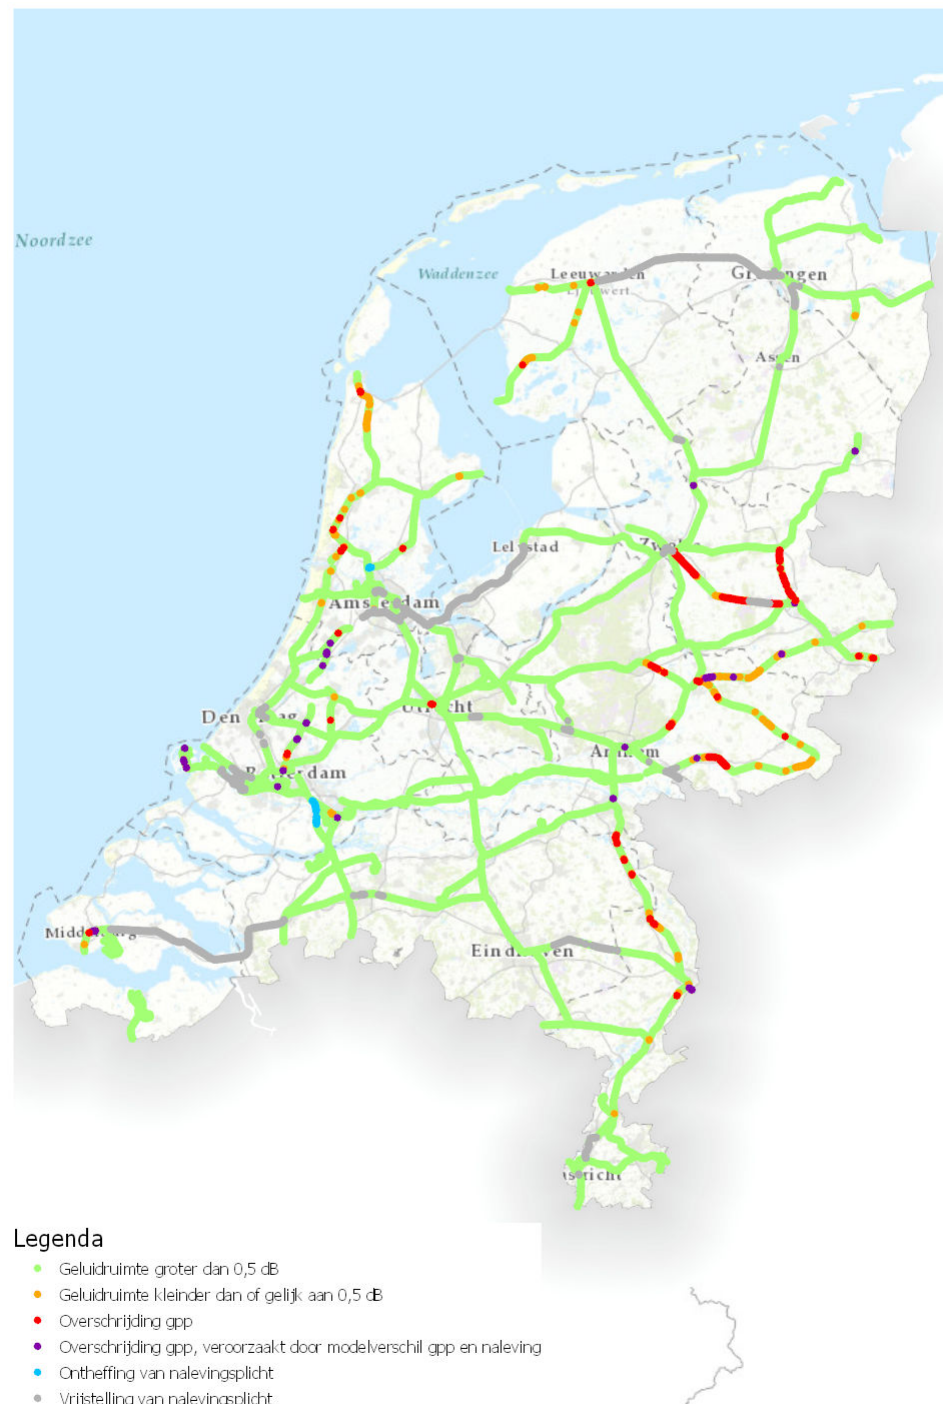 Noordzee
Waddenzee
Leeuwarden
Ljouwert
Groningen
Assen
Lelystad
Amsterdam
Utrecht
Den Haag
Arnhem
Rotterdam
Eindhoven
Legenda
Geluidruimte groter dan 0,5 dB
Geluidruimte kleinder dan of gelijk aan 0,5 dB
Overschrijding gpp
Overschrijding gpp, veroorzaakt door modelverschil gpp en naleving
Ontheffing van nalevingsplicht
Vrijstelling van nalevingsplicht